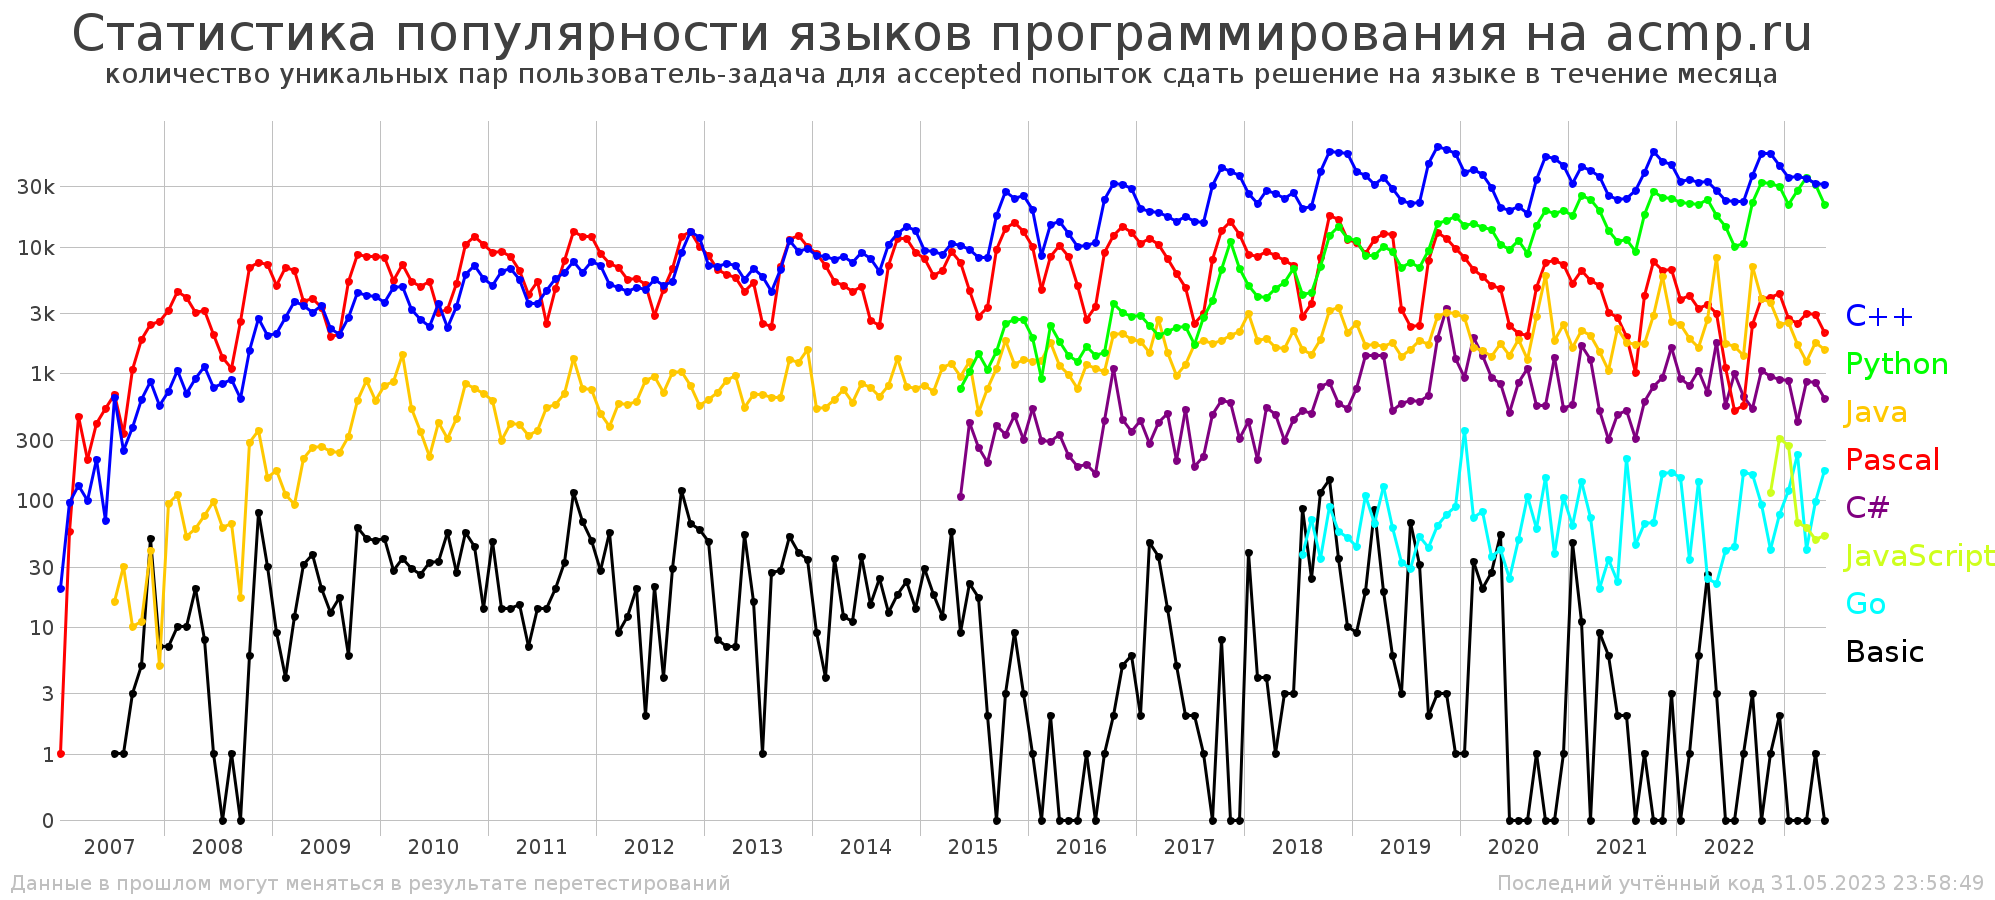 Статистика популярности языков программирования на acmp.ru
количество уникальных пар пользователь-задача для accepted попыток сдать решение на языке в течение месяца
30k
10k
3k
1k
300
100
30
10
3
1
0
C++
Python
Java
Pascal
C#
JavaScript
Go
Basic
2007 2008 2009 2010 2011 2012 2013 2014 2015 2016 2017 2018 2019 2020 2021 2022
Данные в прошлом могут меняться в результате перетестирований
Последний учтённый код 31.05.2023 23:58:49